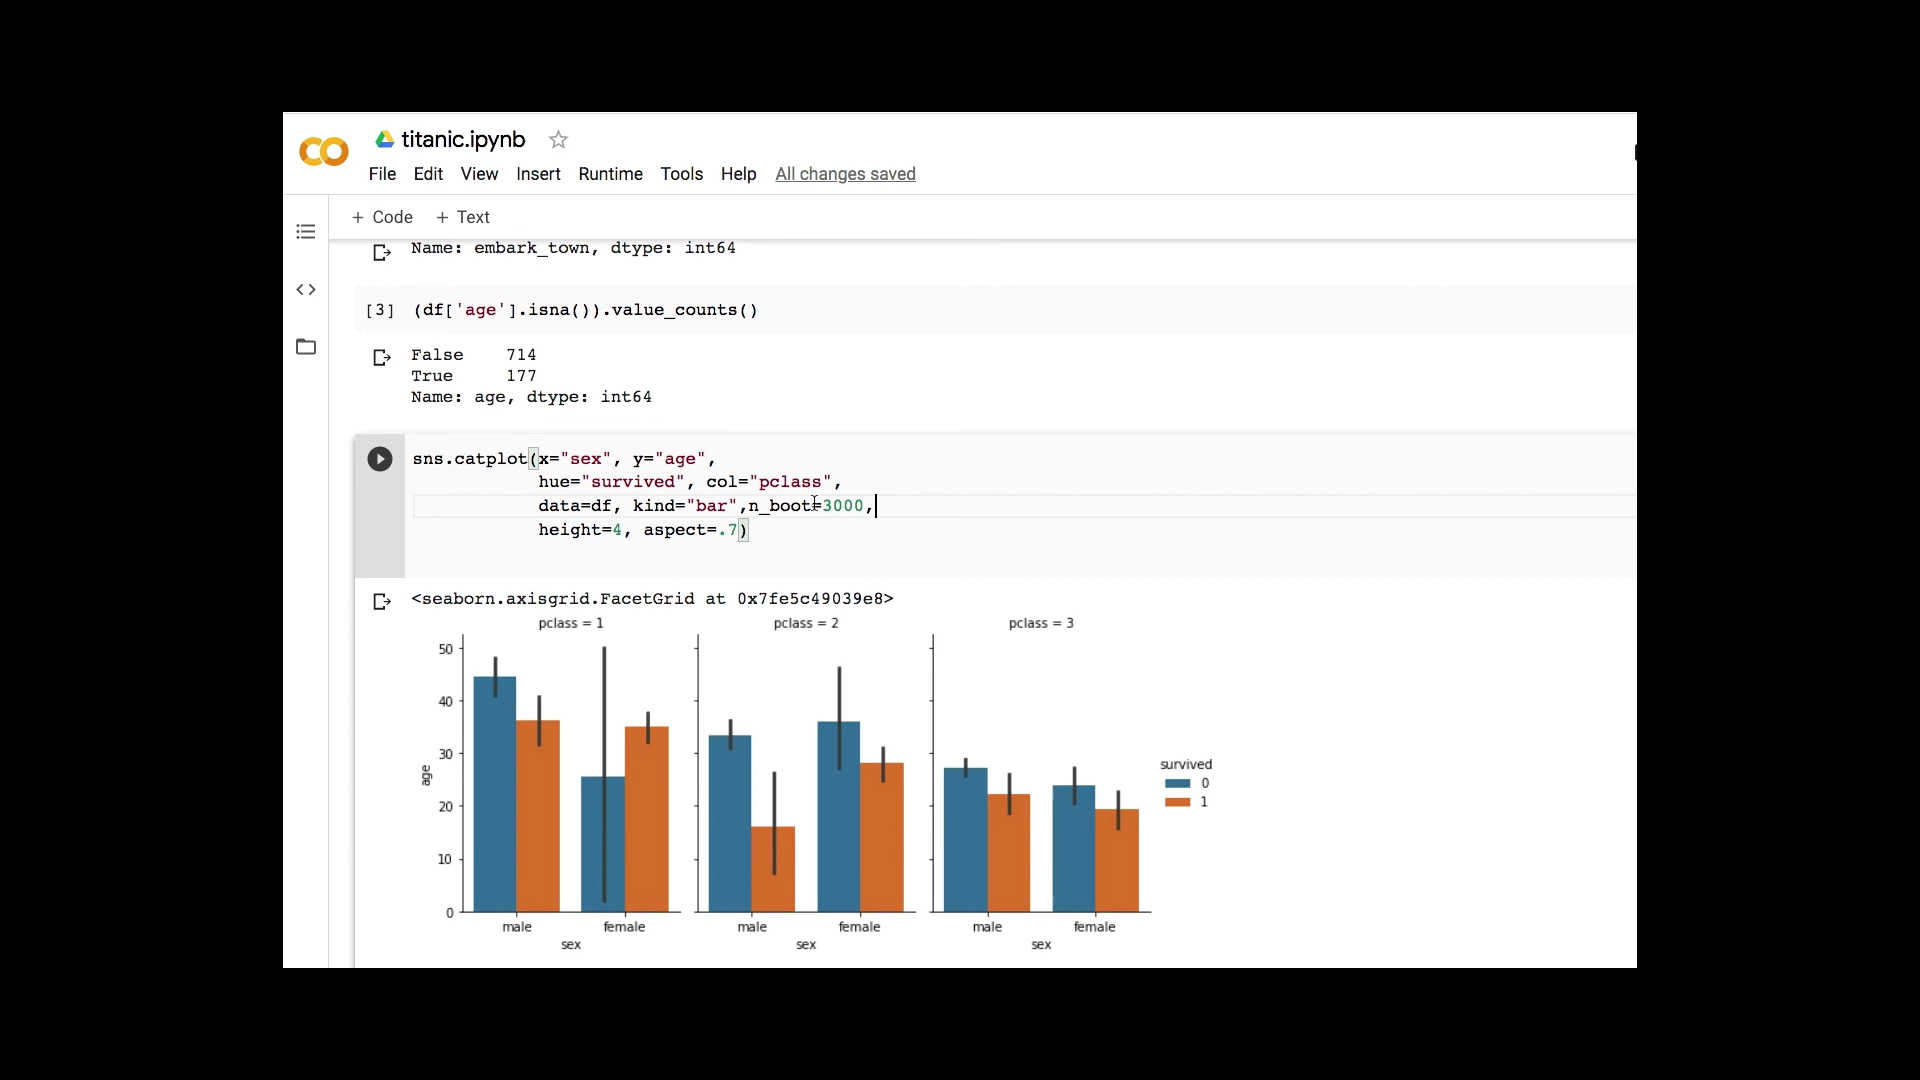 titanic.ipynb
File Edit View Insert Runtime Tools Help All changes saved
+ Code + Text
Name: embark_town, dtype: int64
[3] (df['age'].isna()).value_counts()
False 714
True 177
Name: age, dtype: int64
sns.catplot(x="sex", y="age",
hue="survived", col="pclass",
data=df, kind="bar",n_boot=3000,
height=4, aspect=.7)
<seaborn.axisgrid.FacetGrid at 0x7fe5c49039e8>
pclass = 1 pclass = 2 pclass = 3
50
40
30
20
10
0
age
male female male female male female
sex sex sex
survived
0
1